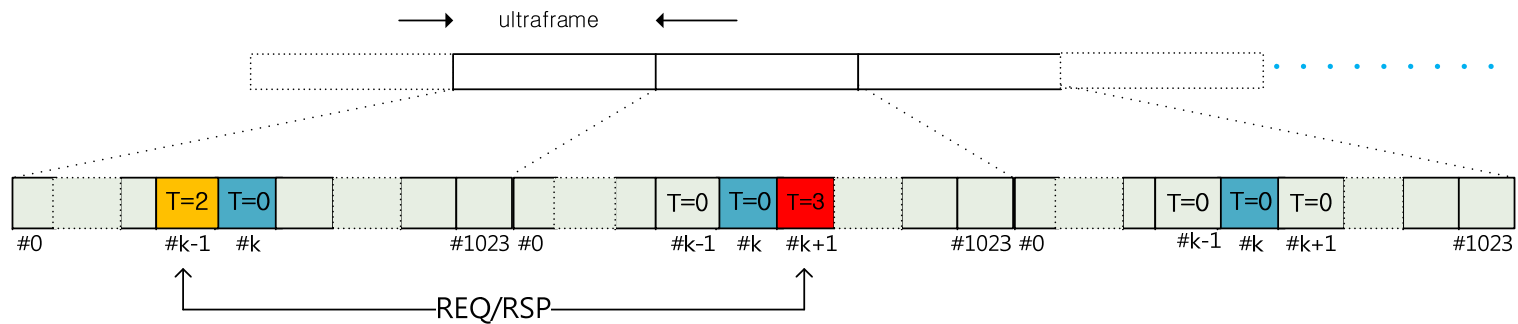 ultraframe
T=2 T=0 T=0 T=0 T=3 T=0 T=0 T=0
#0 #k-1 #k #1023 #0 #k-1 #k #k+1 #1023 #0 #k-1 #k #k+1 #1023
REQ/RSP